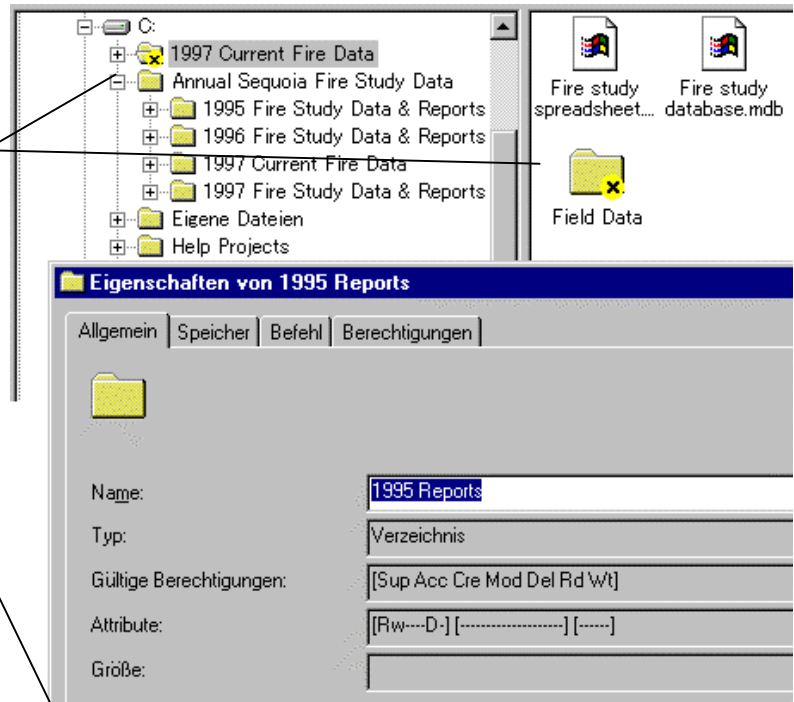 C:
1997 Current Fire Data
Annual Sequoia Fire Study Data
1995 Fire Study Data & Reports
1996 Fire Study Data & Reports
1997 Current Fire Data
1997 Fire Study Data & Reports
Eigene Dateien
Help Projects
Fire study
spreadsheet....
Fire study
database.mdb
Field Data
Eigenschaften von 1995 Reports
Allgemein Speicher Befehl Berechtigungen
Name: 1995 Reports
Typ: Verzeichnis
Gültige Berechtigungen: [Sup Acc Cre Mod Del Rd Wt]
Attribute: [Rw----D-] [--------------------] [------]
Größe: